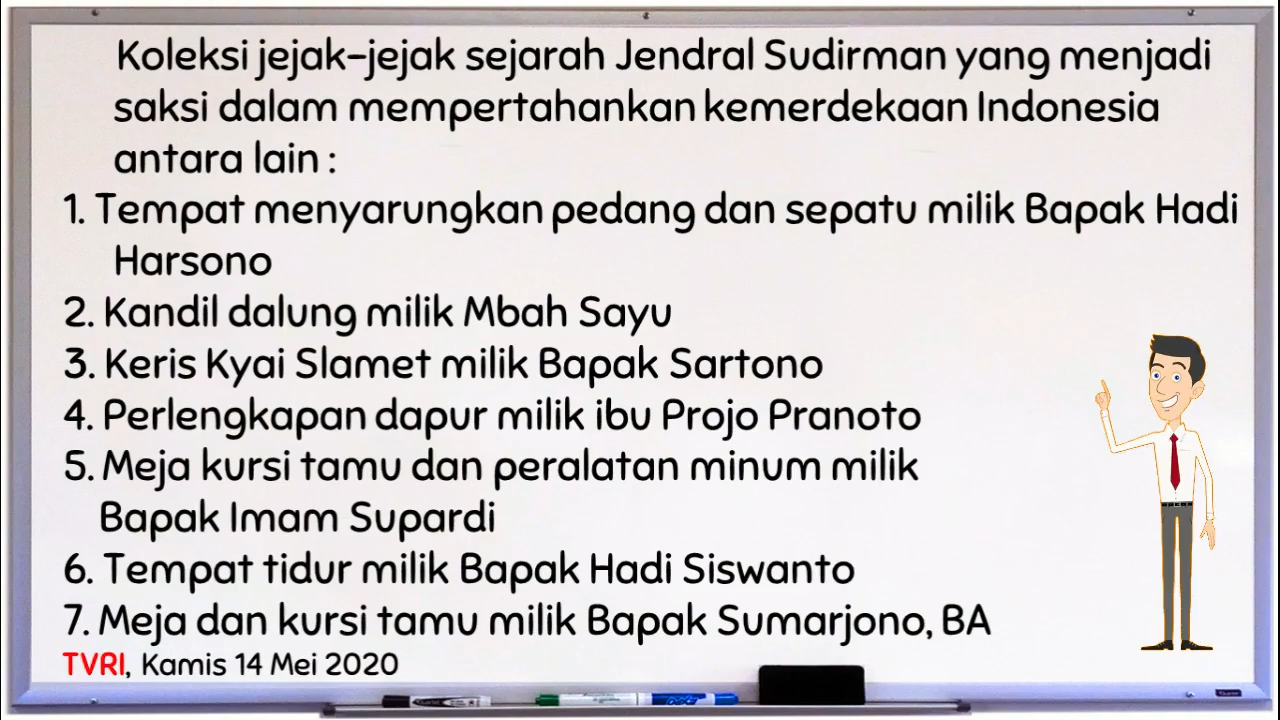 Koleksi jejak-jejak sejarah Jendral Sudirman yang menjadi
saksi dalam mempertahankan kemerdekaan Indonesia
antara lain :
1. Tempat menyarungkan pedang dan sepatu milik Bapak Hadi
Harsono
2. Kandil dalung milik Mbah Sayu
3. Keris Kyai Slamet milik Bapak Sartono
4. Perlengkapan dapur milik ibu Projo Pranoto
5. Meja kursi tamu dan peralatan minum milik
Bapak Imam Supardi
6. Tempat tidur milik Bapak Hadi Siswanto
7. Meja dan kursi tamu milik Bapak Sumarjono, BA
TVRI, Kamis 14 Mei 2020